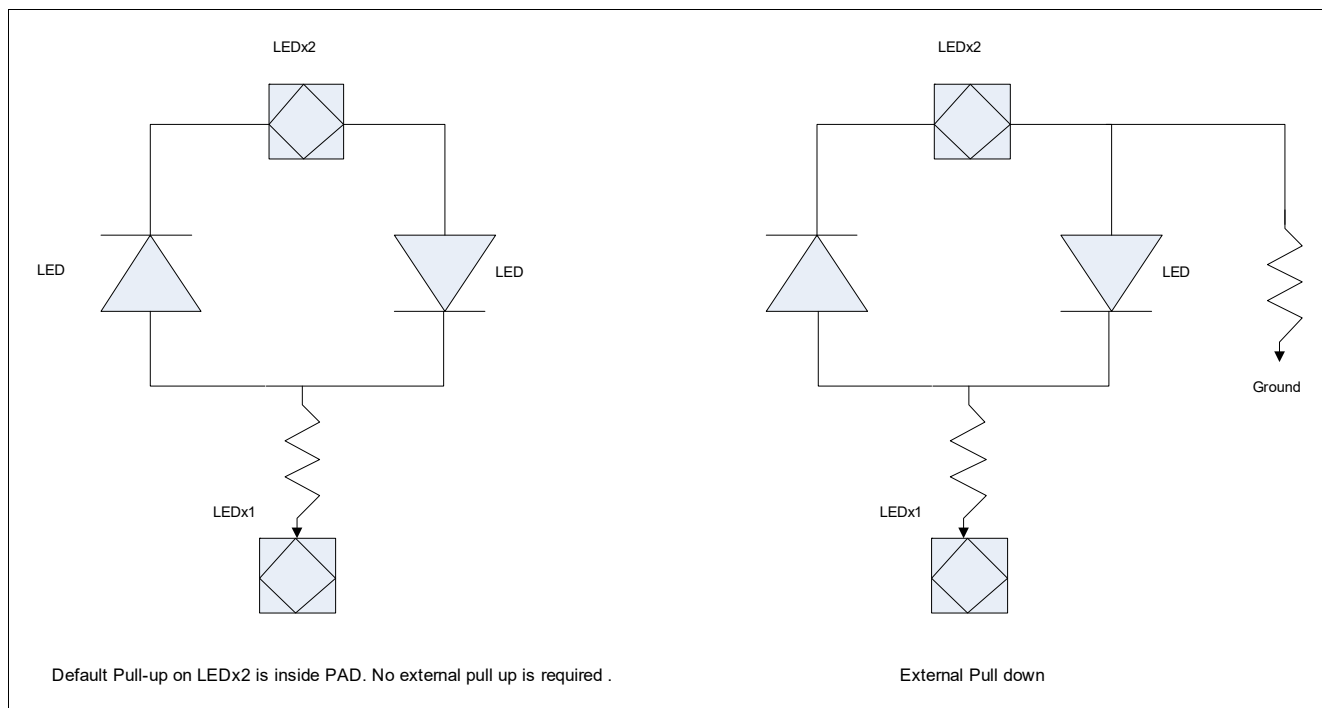 LEDx2
LEDx2
LED
LED
LED
Ground
LEDx1
LEDx1
Default Pull-up on LEDx2 is inside PAD. No external pull up is required .
External Pull down